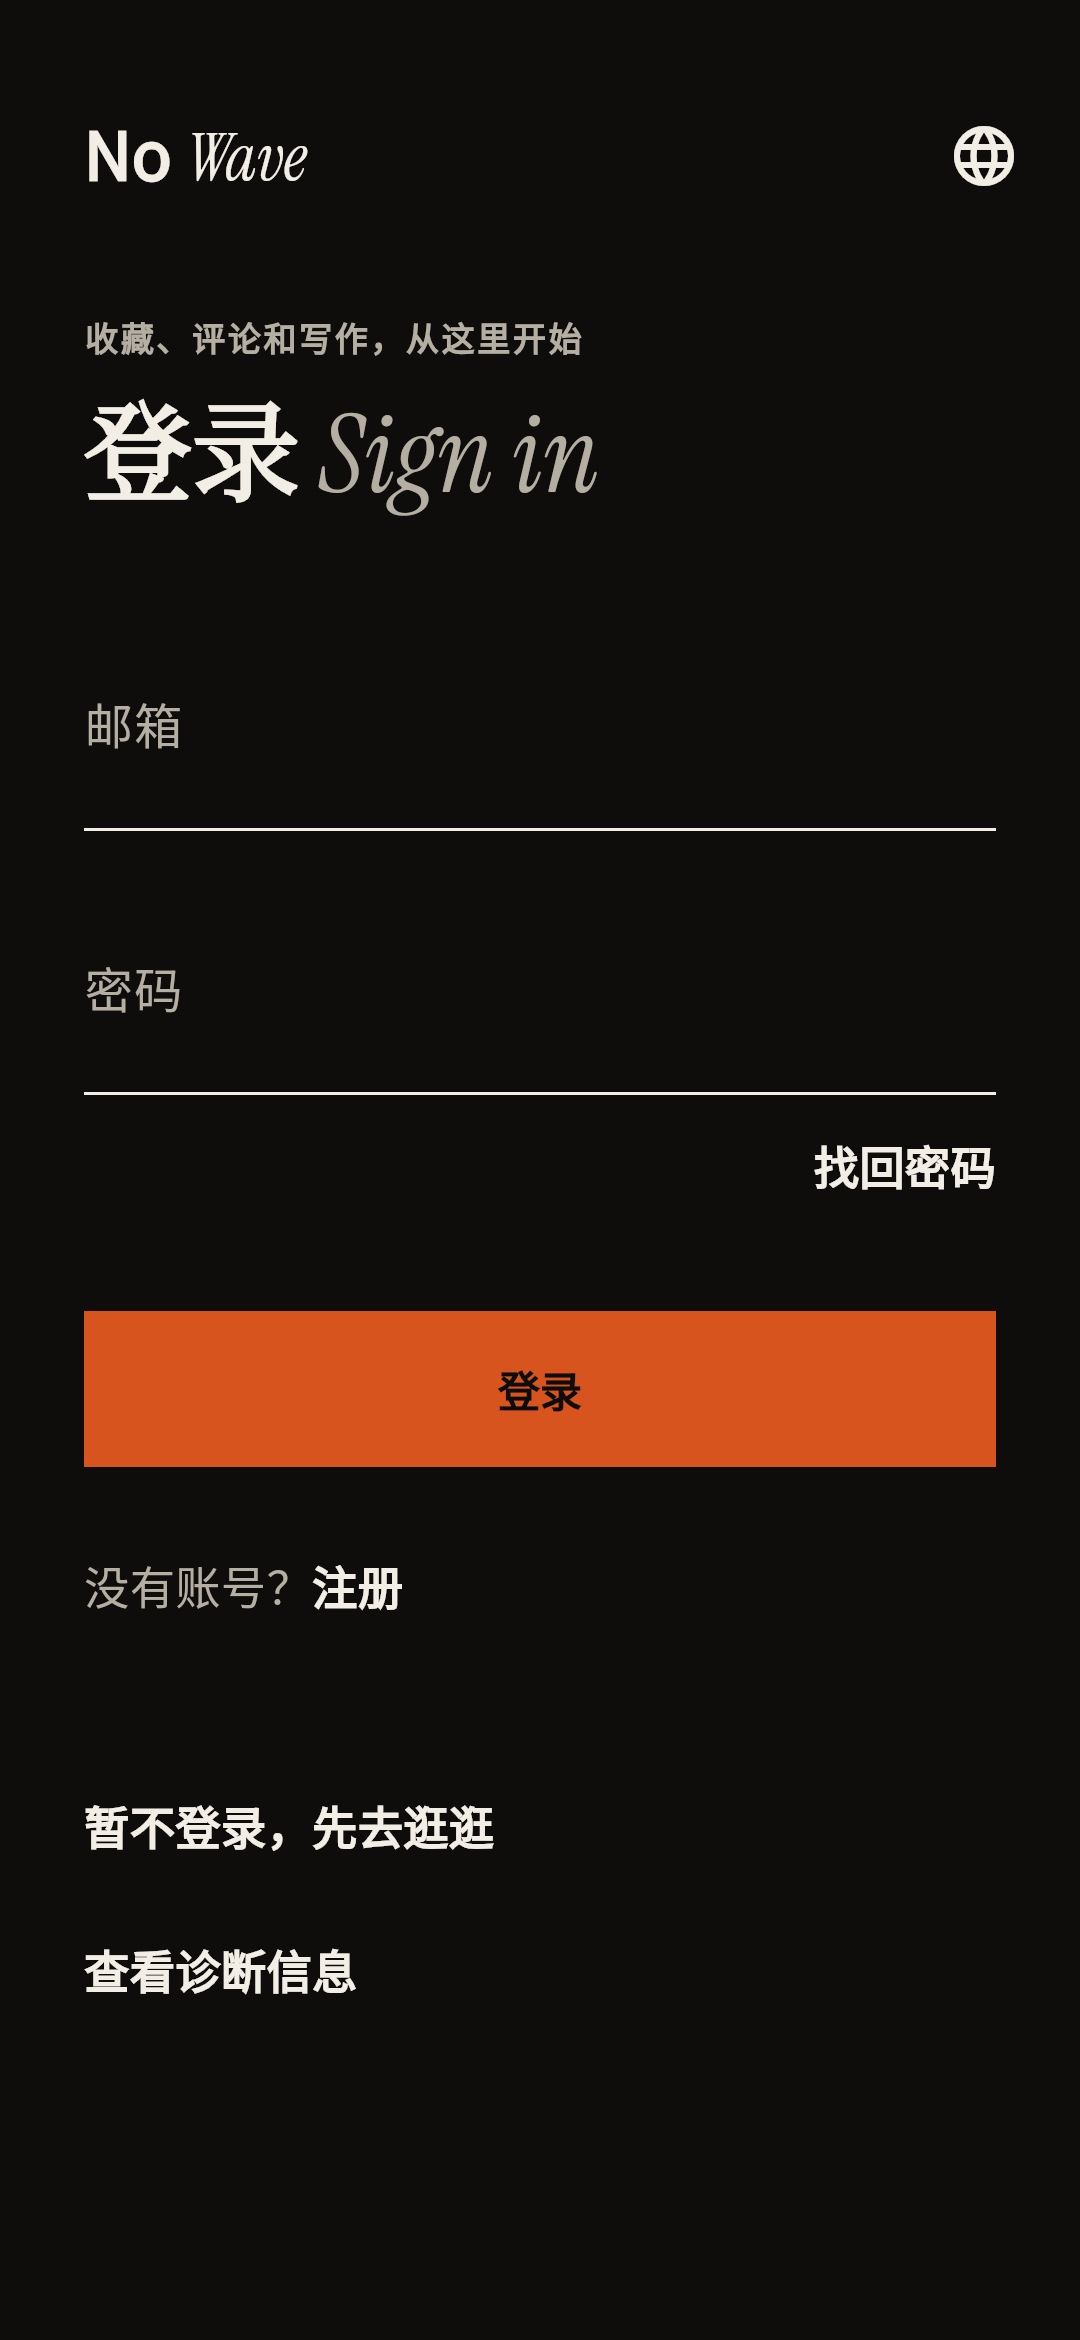 No Wave
收藏、评论和写作，从这里开始
登录 Sign in
邮箱
密码
找回密码
登录
没有账号？注册
暂不登录，先去逛逛
查看诊断信息